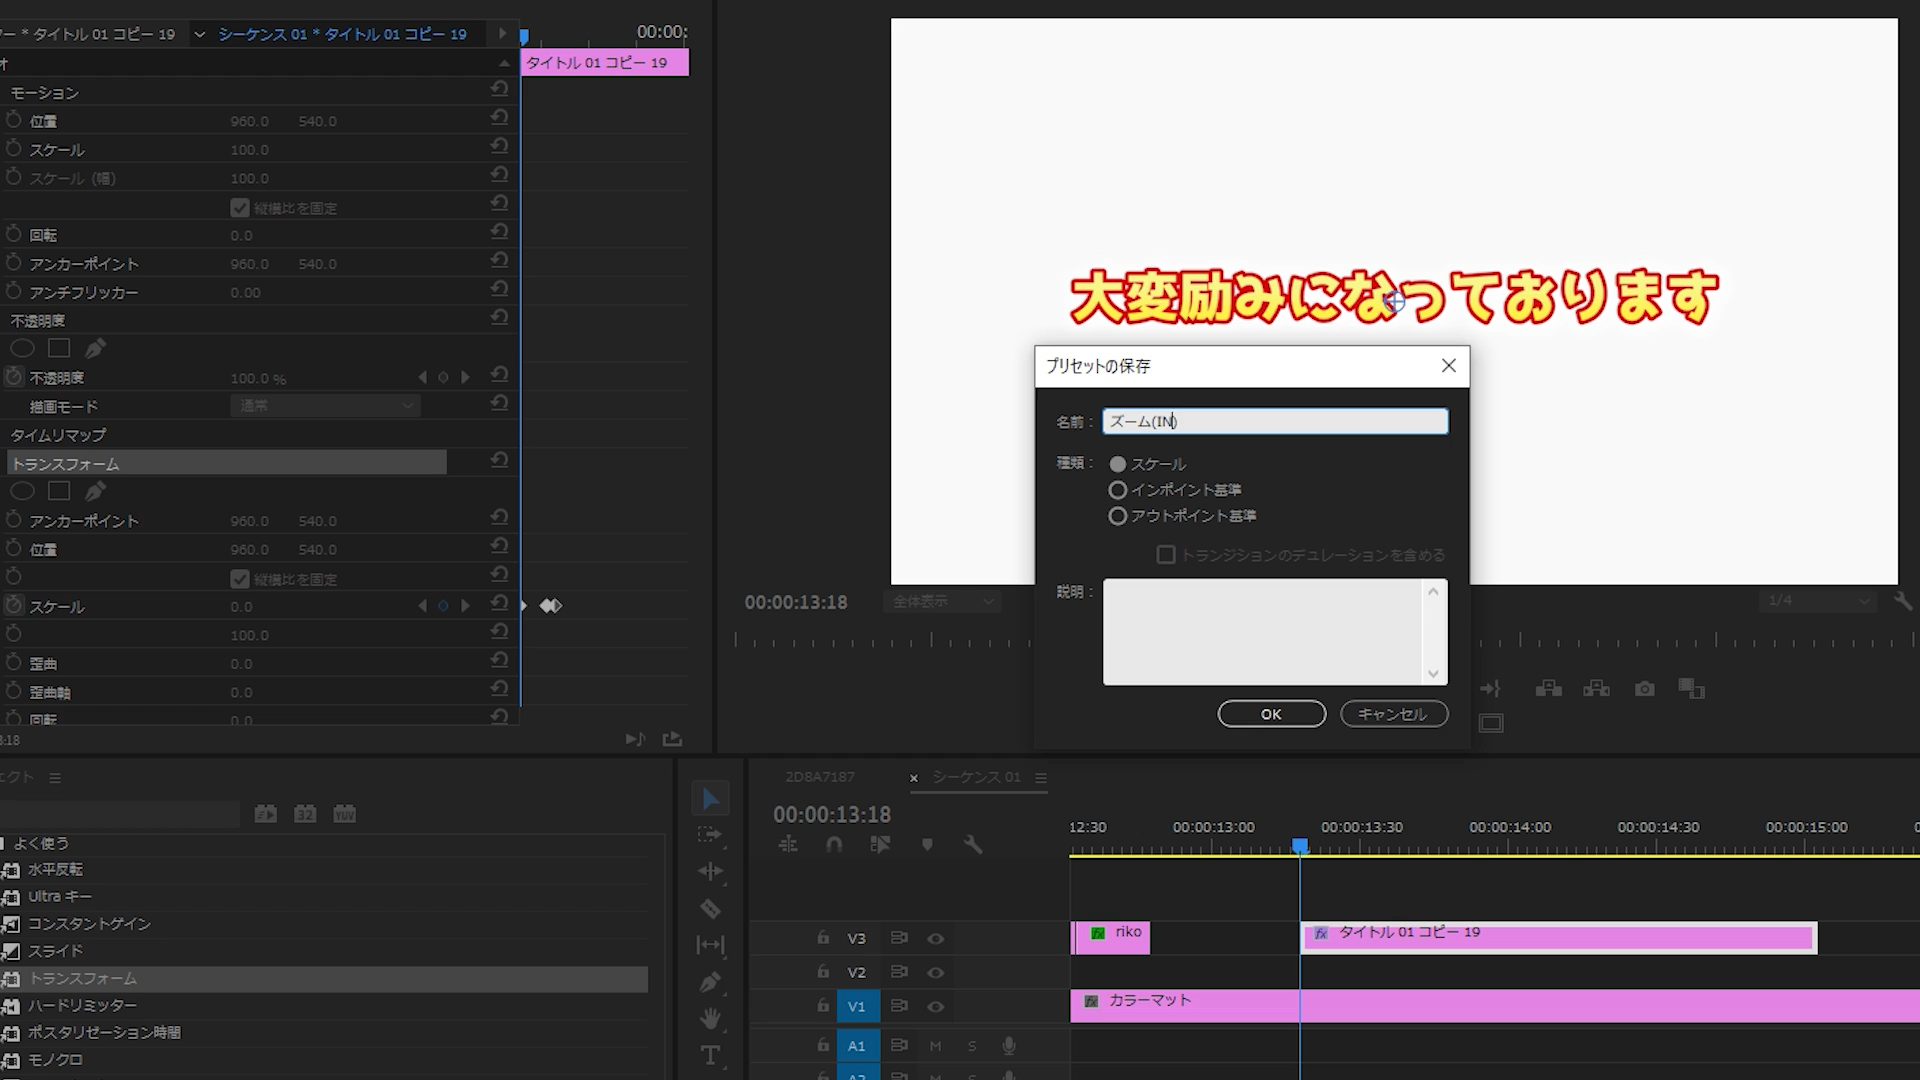 ー * タイトル 01 コピー 19
シーケンス 01 * タイトル 01 コピー 19
00:00:
オ
タイトル 01 コピー 19
モーション
位置 960.0 540.0
スケール 100.0
スケール (幅) 100.0
縦横比を固定
回転 0.0
アンカーポイント 960.0 540.0
アンチフリッカー 0.00
不透明度
不透明度 100.0 %
描画モード 通常
タイムリマップ
トランスフォーム
アンカーポイント 960.0 540.0
位置 960.0 540.0
縦横比を固定
スケール 0.0
100.0
歪曲 0.0
歪曲軸 0.0
回転 0.0
3:18
大変励みになっております
プリセットの保存
名前 : ズーム(IN)
種類 : スケール
インポイント基準
アウトポイント基準
トランジションのデュレーションを含める
説明 :
OK キャンセル
00:00:13:18 全体表示 1/4
ェクト
32 YUV
よく使う
水平反転
Ultra キー
コンスタントゲイン
スライド
トランスフォーム
ハードリミッター
ポスタリゼーション時間
モノクロ
T
2D8A7187 × シーケンス 01
00:00:13:18
12:30 00:00:13:00 00:00:13:30 00:00:14:00 00:00:14:30 00:00:15:00
V3 fx riko fx タイトル 01 コピー 19
V2
V1 fx カラーマット
A1 M S
A2 M S